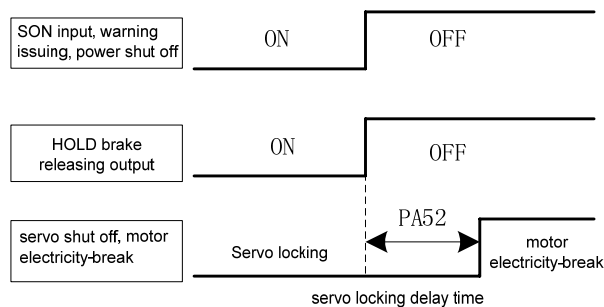 SON input, warning
issuing, power shut off
ON
OFF
HOLD brake
releasing output
ON
OFF
servo shut off, motor
electricity-break
Servo locking
PA52
motor
electricity-break
servo locking delay time